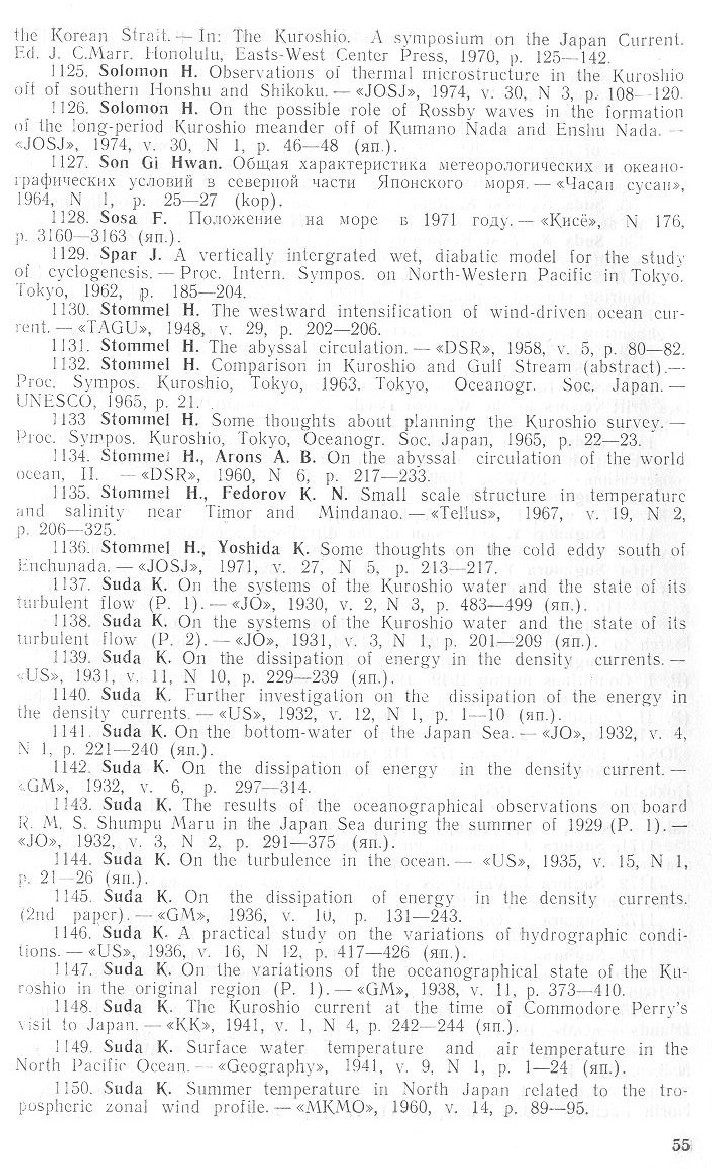 the Korean Strait. — In: The Kuroshio. A symposium on the Japan Current.
Ed. J. C.Marr. Honolulu, Easts-West Center Press, 1970, p. 125—142.
1125. Solomon H. Observations of thermal microstructure in the Kuroshio
oft of southern Honshu and Shikoku. — «JOSJ», 1974, v. 30, N 3, p. 108—120.
1126. Solomon H. On the possible role of Rossby waves in the formation
of the long-period Kuroshio meander off of Kumano Nada and Enshu Nada. —
«JOSJ», 1974, v. 30, N 1, p. 46—48 (яп.).
1127. Son Gi Hwan. Общая характеристика метеорологических и океано-
графических условий в северной части Японского моря. — «Часан сусан»,
1964, N 1, p. 25—27 (кор).
1128. Sosa F. Положение на море в 1971 году. — «Кисё», N 176,
p. 3160—3163 (яп.).
1129. Spar J. A vertically intergrated wet, diabatic model for the study
of cyclogenesis. — Proc. Intern. Sympos. on North-Western Pacific in Tokyo.
Tokyo, 1962, p. 185—204.
1130. Stommel H. The westward intensification of wind-driven ocean cur-
rent. — «TAGU», 1948, v. 29, p. 202—206.
1131. Stommel H. The abyssal circulation. — «DSR», 1958, v. 5, p. 80—82.
1132. Stommel H. Comparison in Kuroshio and Gulf Stream (abstract).—
Proc. Sympos. Kuroshio, Tokyo, 1963. Tokyo, Oceanogr. Soc. Japan. —
UNESCO, 1965, p. 21.
1133 Stommel H. Some thoughts about planning the Kuroshio survey. —
Proc. Sympos. Kuroshio, Tokyo, Oceanogr. Soc. Japan, 1965, p. 22—23.
1134. Stommel H., Arons A. B. On the abyssal circulation of the world
ocean, II. — «DSR», 1960, N 6, p. 217—233.
1135. Stommel H., Fedorov K. N. Small scale structure in temperature
and salinity near Timor and Mindanao. — «Tellus», 1967, v. 19, N 2,
p. 206—325.
1136. Stommel H., Yoshida K. Some thoughts on the cold eddy south of
Enchunada. — «JOSJ», 1971, v. 27, N 5, p. 213—217.
1137. Suda K. On the systems of the Kuroshio water and the state of its
turbulent flow (P. 1). — «JO», 1930, v. 2, N 3, p. 483—499 (яп.).
1138. Suda K. On the systems of the Kuroshio water and the state of its
turbulent flow (P. 2). — «JO», 1931, v. 3, N 1, p. 201—209 (яп.).
1139. Suda K. On the dissipation of energy in the density currents. —
«US», 1931, v. 11, N 10, p. 229—239 (яп.).
1140. Suda K. Further investigation on the dissipation of the energy in
the density currents. — «US», 1932, v. 12, N 1, p. 1—10 (яп.).
1141. Suda K. On the bottom-water of the Japan Sea. — «JO», 1932, v. 4,
N 1, p. 221—240 (яп.).
1142. Suda K. On the dissipation of energy in the density current. —
«GM», 1932, v. 6, p. 297—314.
1143. Suda K. The results of the oceanographical observations on board
R. M. S. Shumpu Maru in the Japan Sea during the summer of 1929 (P. 1). —
«JO», 1932, v. 3, N 2, p. 291—375 (яп.).
1144. Suda K. On the turbulence in the ocean. — «US», 1935, v. 15, N 1,
p. 21—26 (яп.).
1145. Suda K. On the dissipation of energy in the density currents.
(2nd paper). — «GM», 1936, v. 10, p. 131—243.
1146. Suda K. A practical study on the variations of hydrographic condi-
tions. — «US», 1936, v. 16, N 12, p. 417—426 (яп.).
1147. Suda K. On the variations of the oceanographical state of the Ku-
roshio in the original region (P. 1). — «GM», 1938, v. 11, p. 373—410.
1148. Suda K. The Kuroshio current at the time of Commodore Perry's
visit to Japan. — «KK», 1941, v. 1, N 4, p. 242—244 (яп.).
1149. Suda K. Surface water temperature and air temperature in the
North Pacific Ocean. — «Geography», 1941, v. 9, N 1, p. 1—24 (яп.).
1150. Suda K. Summer temperature in North Japan related to the tro-
pospheric zonal wind profile. — «MKMO», 1960, v. 14, p. 89—95.
55